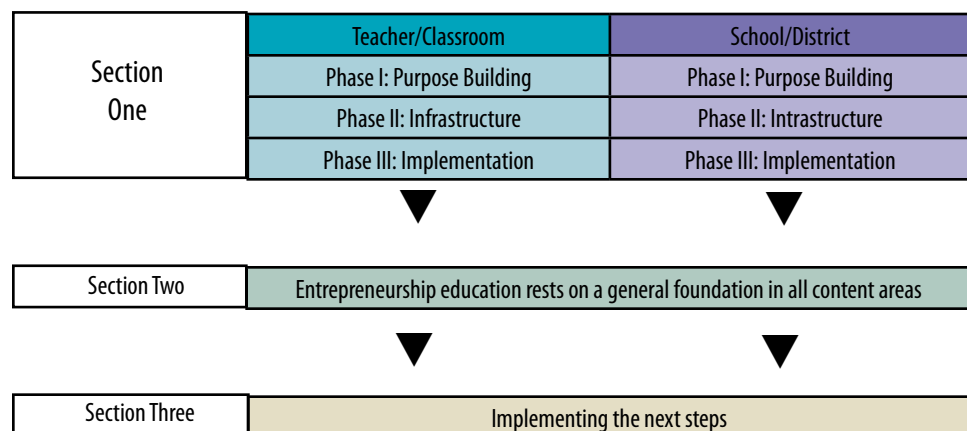 Section
One
Teacher/Classroom
School/District
Phase I: Purpose Building
Phase I: Purpose Building
Phase II: Infrastructure
Phase II: Intrastructure
Phase III: Implementation
Phase III: Implementation
Section Two
Entrepreneurship education rests on a general foundation in all content areas
Section Three
Implementing the next steps